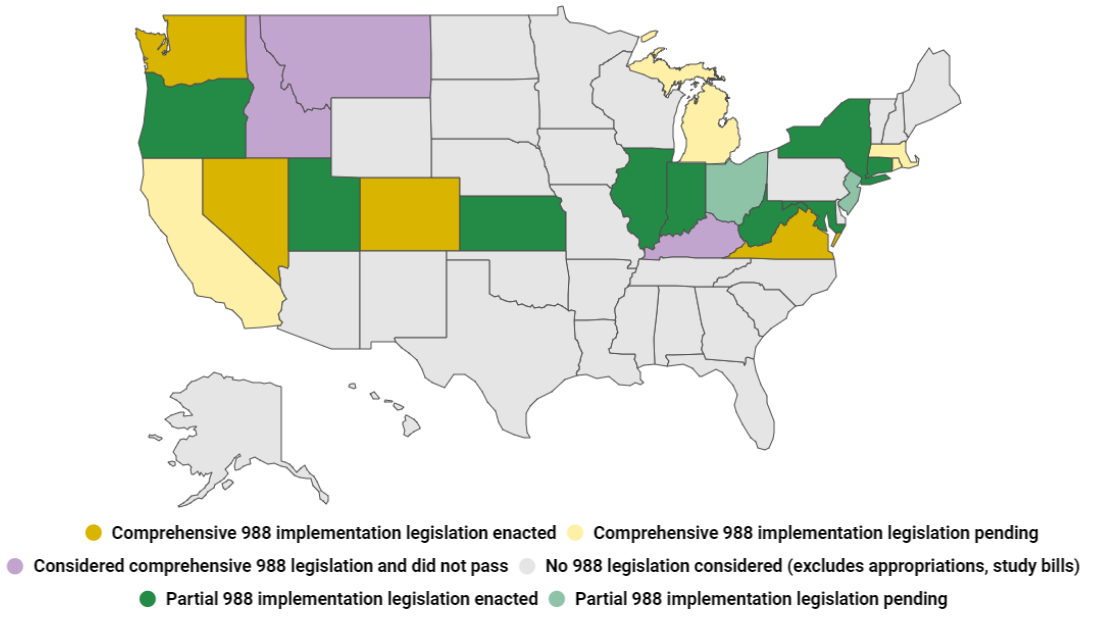 Comprehensive 988 implementation legislation enacted Comprehensive 988 implementation legislation pending
Considered comprehensive 988 legislation and did not pass No 988 legislation considered (excludes appropriations, study bills)
Partial 988 implementation legislation enacted Partial 988 implementation legislation pending